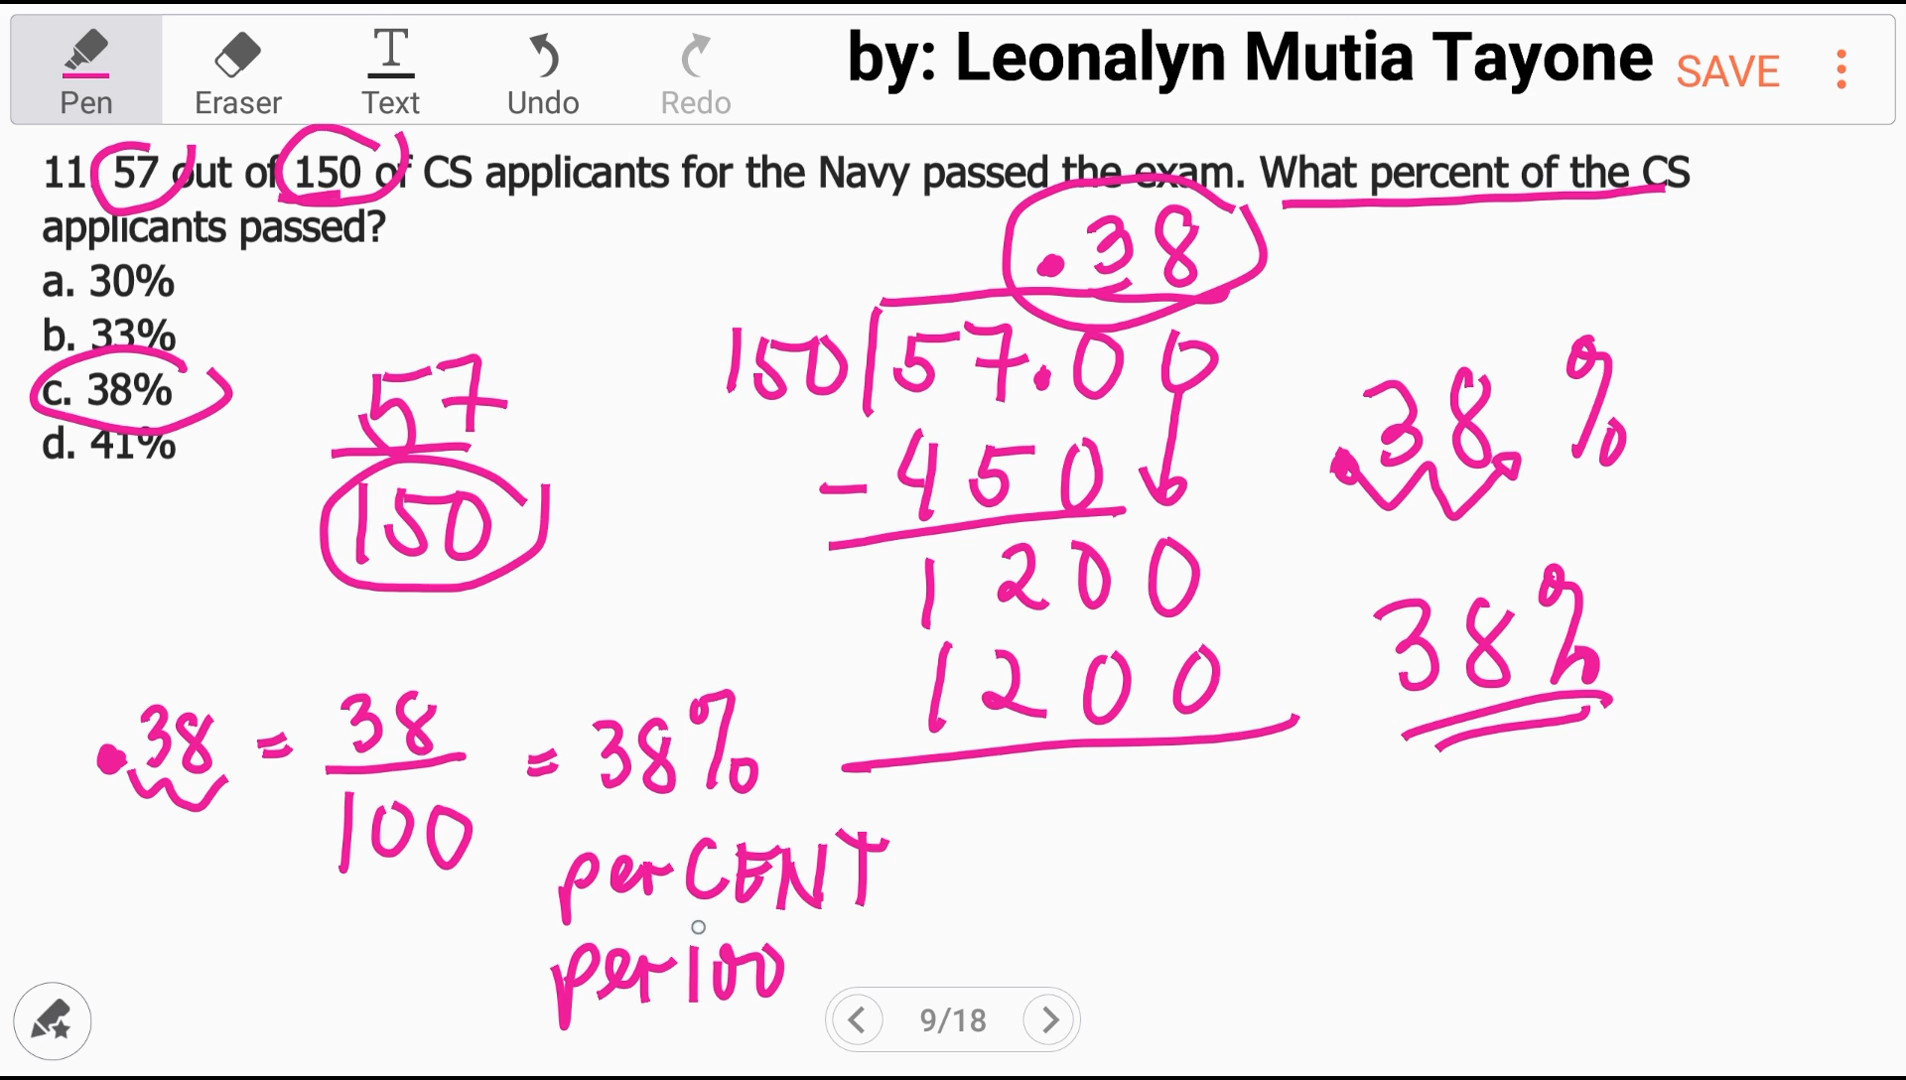 Pen
Eraser
Text
Undo
Redo
by: Leonalyn Mutia Tayone
SAVE
11. 57 out of 150 of CS applicants for the Navy passed the exam. What percent of the CS
applicants passed?
a. 30%
b. 33%
c. 38%
d. 41%
57
150
.38
150 57.00
- 450
1200
1200
.38 %
38%
.38 = 38/100 = 38%
perCENT
per 100
9/18